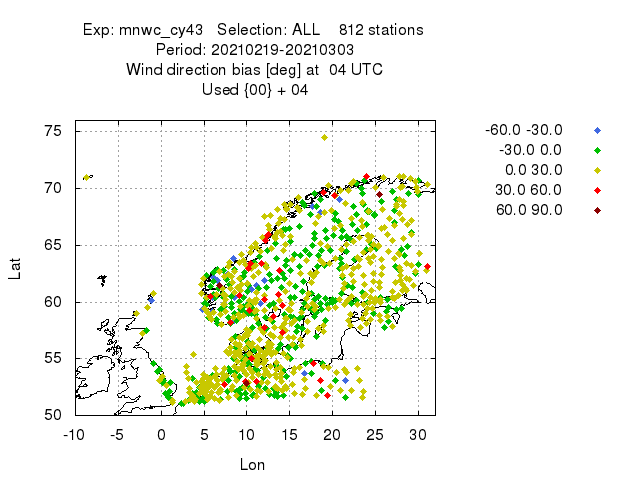 Exp: mnwc_cy43 Selection: ALL 812 stations
Period: 20210219-20210303
Wind direction bias [deg] at 04 UTC
Used {00} + 04
-60.0 -30.0
-30.0 0.0
0.0 30.0
30.0 60.0
60.0 90.0
75
70
65
60
55
50
Lat
-10 -5 0 5 10 15 20 25 30
Lon